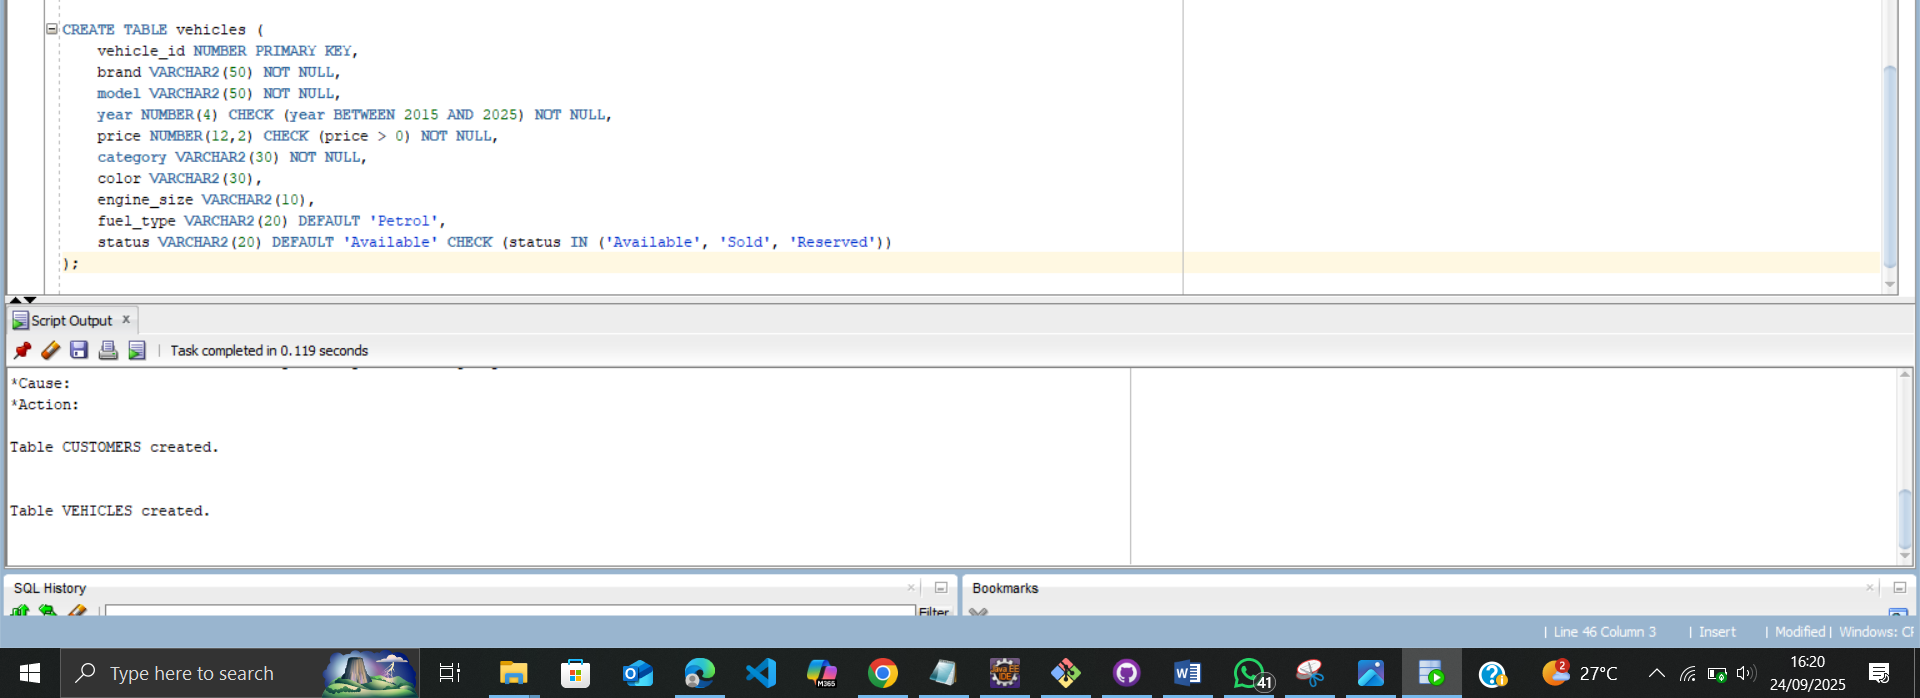 CREATE TABLE vehicles (
vehicle_id NUMBER PRIMARY KEY,
brand VARCHAR2(50) NOT NULL,
model VARCHAR2(50) NOT NULL,
year NUMBER(4) CHECK (year BETWEEN 2015 AND 2025) NOT NULL,
price NUMBER(12,2) CHECK (price > 0) NOT NULL,
category VARCHAR2(30) NOT NULL,
color VARCHAR2(30),
engine_size VARCHAR2(10),
fuel_type VARCHAR2(20) DEFAULT 'Petrol',
status VARCHAR2(20) DEFAULT 'Available' CHECK (status IN ('Available', 'Sold', 'Reserved'))
);
Script Output x
| Task completed in 0.119 seconds
*Cause:
*Action:
Table CUSTOMERS created.
Table VEHICLES created.
SQL History
Filter
Bookmarks
| Line 46 Column 3 | Insert | Modified | Windows:
Type here to search
M365
Java EE
IDE
41
2
27°C
16:20
24/09/2025